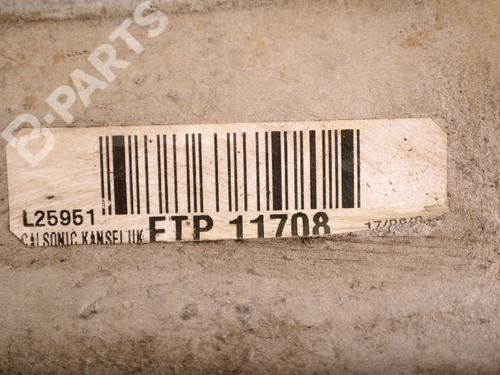 B-PARTS
L25951
CALSONIC KANSEI UK FTP 11708